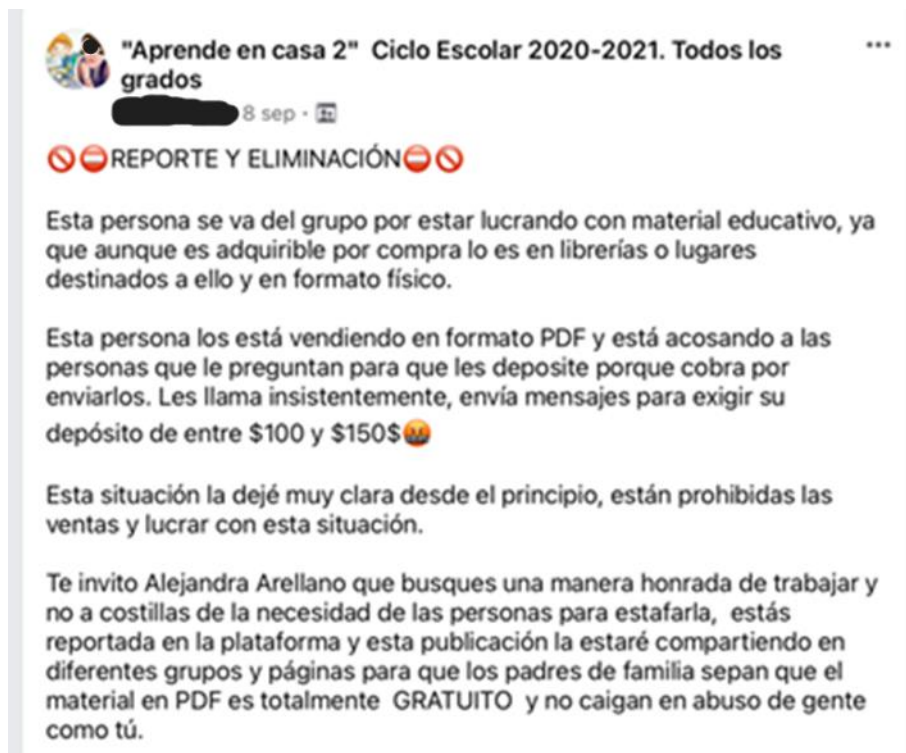 "Aprende en casa 2"  Ciclo Escolar 2020-2021. Todos los
grados
8 sep ·
🚫⛔REPORTE Y ELIMINACIÓN⛔🚫
Esta persona se va del grupo por estar lucrando con material educativo, ya
que aunque es adquirible por compra lo es en librerías o lugares
destinados a ello y en formato físico.
Esta persona los está vendiendo en formato PDF y está acosando a las
personas que le preguntan para que les deposite porque cobra por
enviarlos. Les llama insistentemente, envía mensajes para exigir su
depósito de entre $100 y $150$🤬
Esta situación la dejé muy clara desde el principio, están prohibidas las
ventas y lucrar con esta situación.
Te invito Alejandra Arellano que busques una manera honrada de trabajar y
no a costillas de la necesidad de las personas para estafarla,  estás
reportada en la plataforma y esta publicación la estaré compartiendo en
diferentes grupos y páginas para que los padres de familia sepan que el
material en PDF es totalmente  GRATUITO  y no caigan en abuso de gente
como tú.